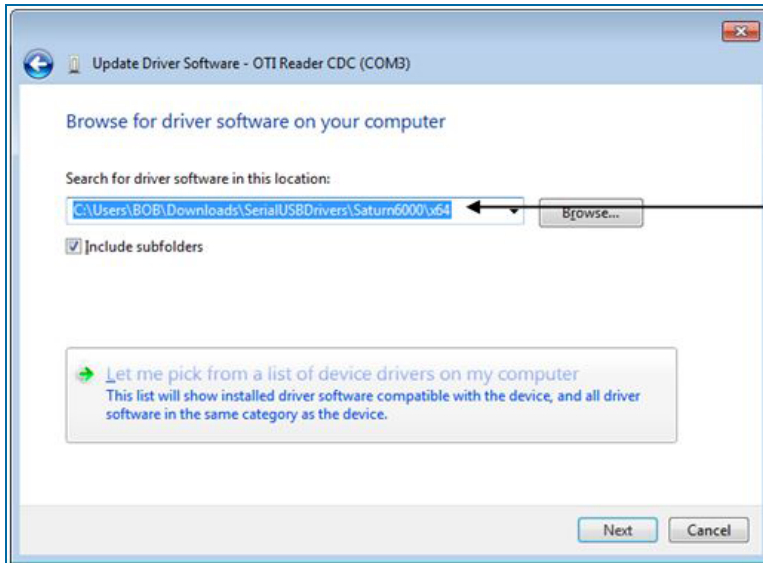 Update Driver Software - OTI Reader CDC (COM3)
Browse for driver software on your computer
Search for driver software in this location:
C:\Users\BOB\Downloads\SerialUSBDrivers\Saturn6000\x64
Browse...
Include subfolders
Let me pick from a list of device drivers on my computer
This list will show installed driver software compatible with the device, and all driver
software in the same category as the device.
Next
Cancel